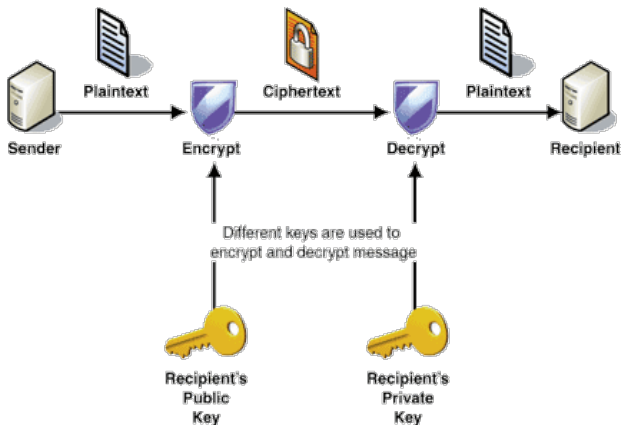 Plaintext
Ciphertext
Plaintext
Sender
Encrypt
Decrypt
Recipient
Different keys are used to
encrypt and decrypt message
Recipient's
Public
Key
Recipient's
Private
Key